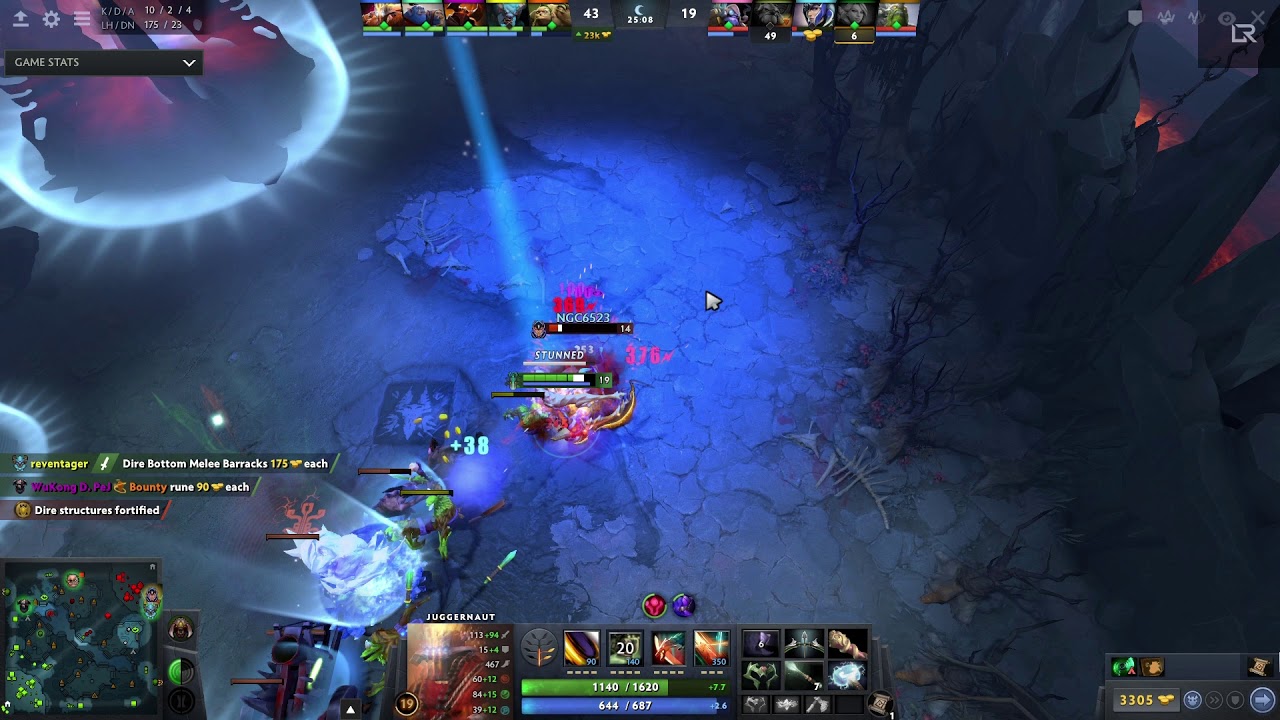 K/D/A 10 / 2 / 4
LH/DN 175 / 23
43 25:08 19
23k
49 6
LR
GAME STATS
NGC6523
14
STUNNED
376
19
+38
reventager Dire Bottom Melee Barracks 175 each
WuKong D. PaJ Bounty rune 90 each
Dire structures fortified
JUGGERNAUT
113+94
15+4
467
60+12
84+15
39+12
19
90
20
140
350
1140 / 1620 +7.7
644 / 687 +2.6
6
7
1
3305